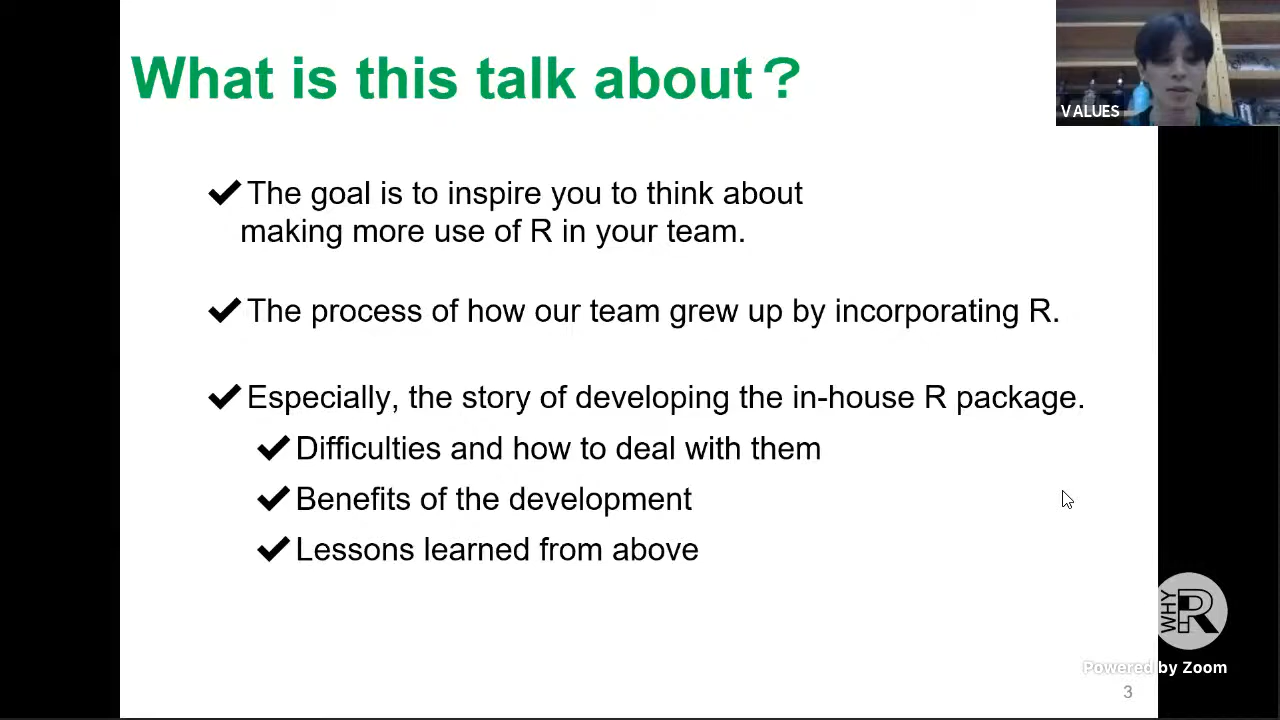 What is this talk about？
VALUES
✔The goal is to inspire you to think about
making more use of R in your team.
✔The process of how our team grew up by incorporating R.
✔Especially, the story of developing the in-house R package.
✔Difficulties and how to deal with them
✔Benefits of the development
✔Lessons learned from above
WHY R?
Powered by Zoom
3